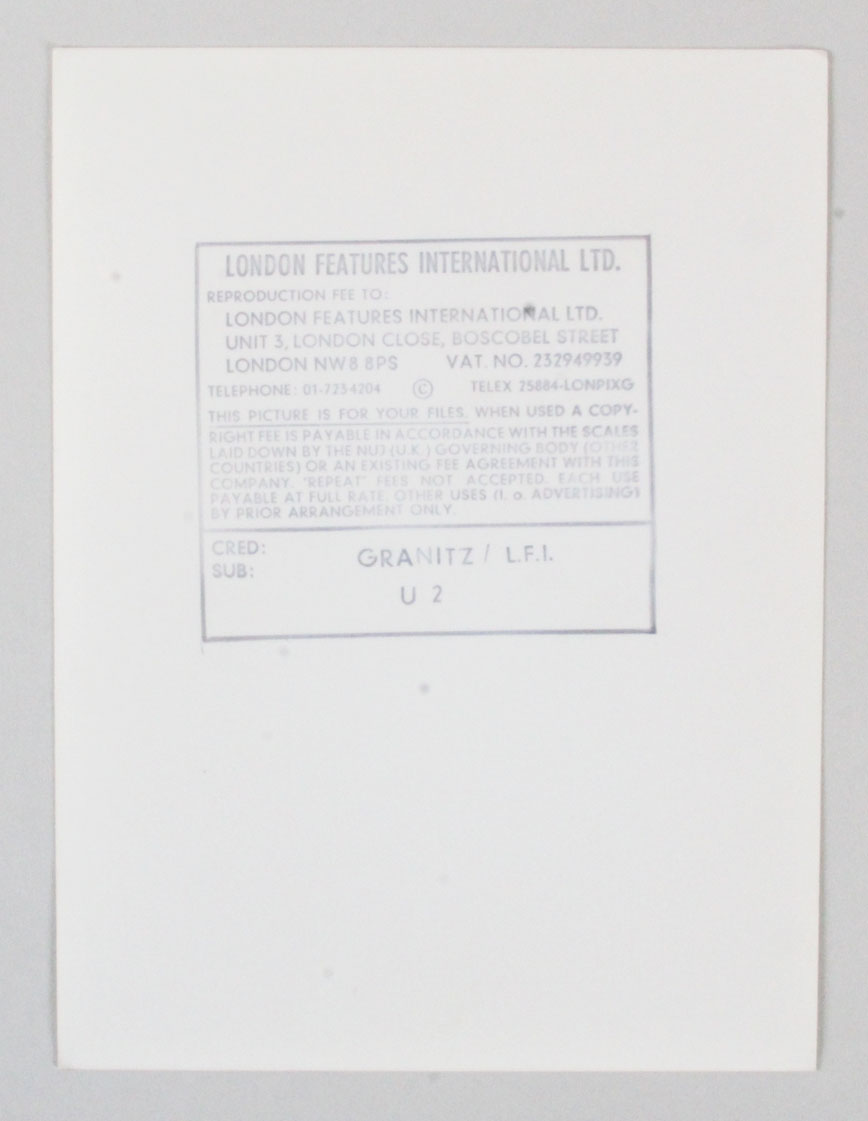 LONDON FEATURES INTERNATIONAL LTD.
REPRODUCTION FEE TO:
LONDON FEATURES INTERNATIONAL LTD.
UNIT 3, LONDON CLOSE, BOSCOBEL STREET
LONDON NW8 8PS VAT. NO. 232949939
TELEPHONE: 01-723 4204 © TELEX 25884-LONPIXG
THIS PICTURE IS FOR YOUR FILES. WHEN USED A COPY-
RIGHT FEE IS PAYABLE IN ACCORDANCE WITH THE SCALES
LAID DOWN BY THE NUJ (U.K.) GOVERNING BODY (OTHER
COUNTRIES) OR AN EXISTING FEE AGREEMENT WITH THIS
COMPANY. 'REPEAT' FEES NOT ACCEPTED. EACH USE
PAYABLE AT FULL RATE. OTHER USES (I. o. ADVERTISING)
BY PRIOR ARRANGEMENT ONLY.
CRED: GRANITZ / L.F.I.
SUB: U 2